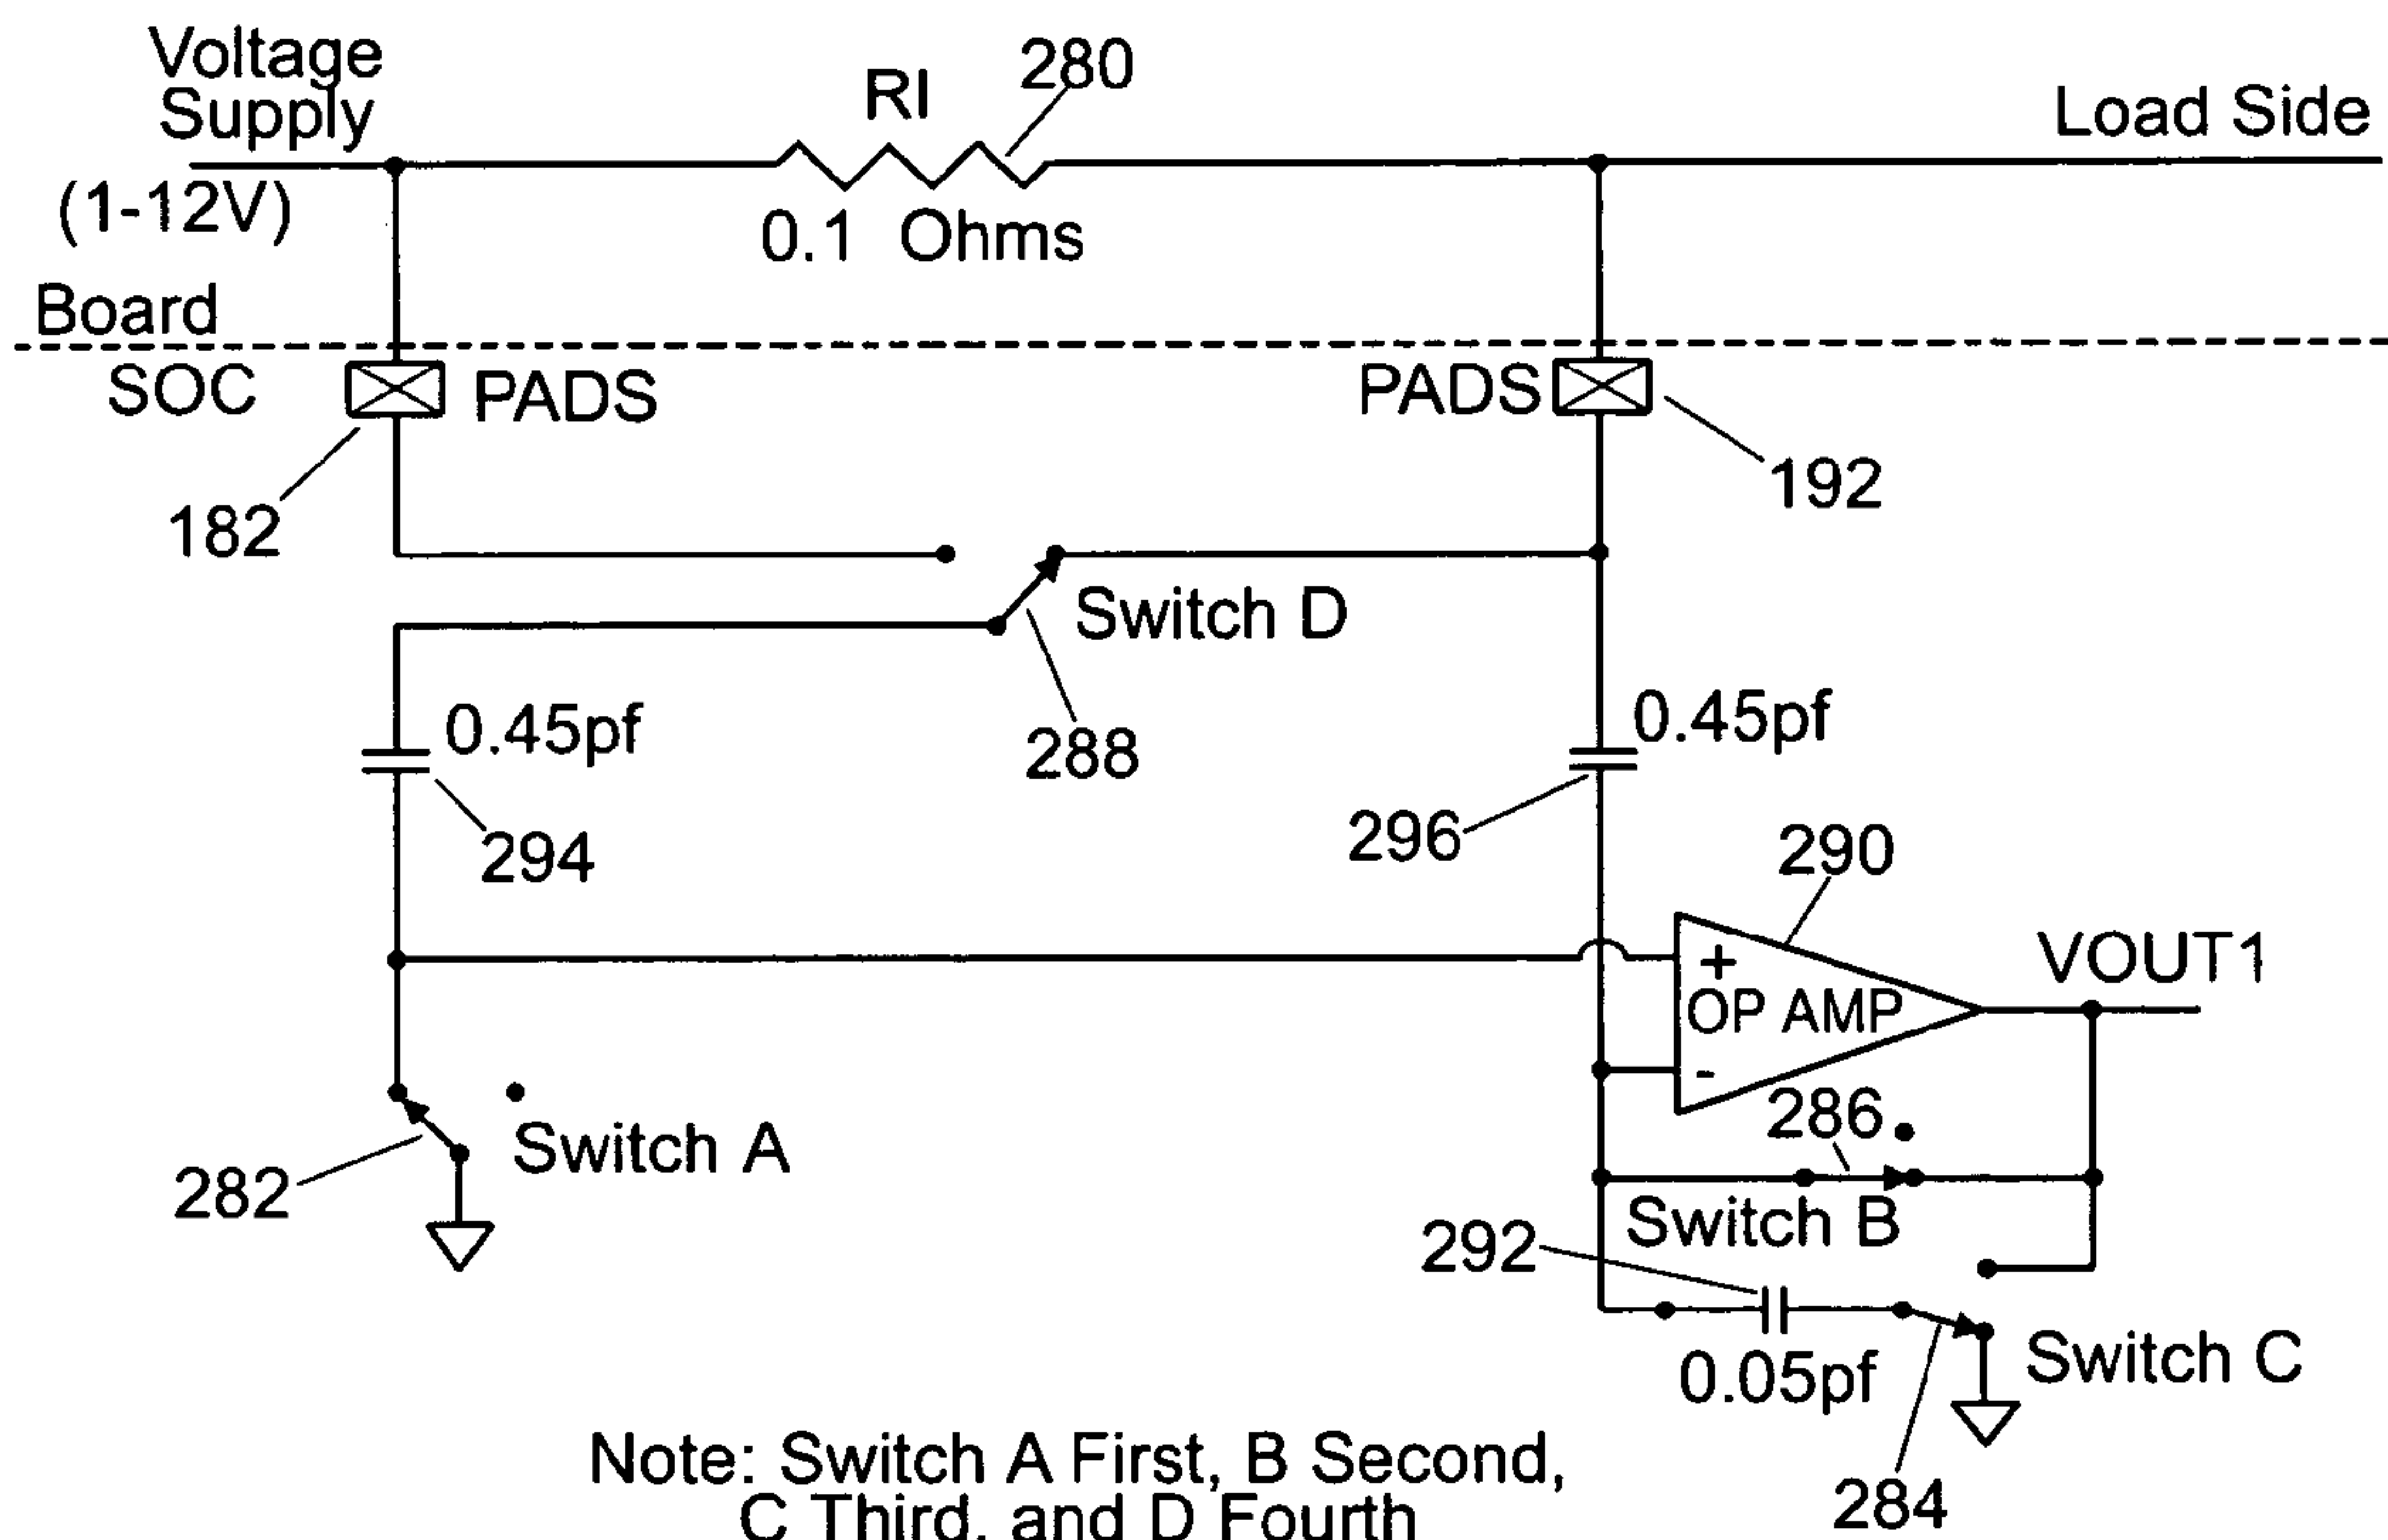 Voltage
Supply
(1-12V)
RI
280
0.1 Ohms
Load Side
Board
SOC
PADS
PADS
182
192
Switch D
288
0.45pf
294
0.45pf
296
290
+
OP AMP
-
VOUT1
282
Switch A
286
Switch B
292
0.05pf
Switch C
284
Note: Switch A First, B Second,
C Third, and D Fourth